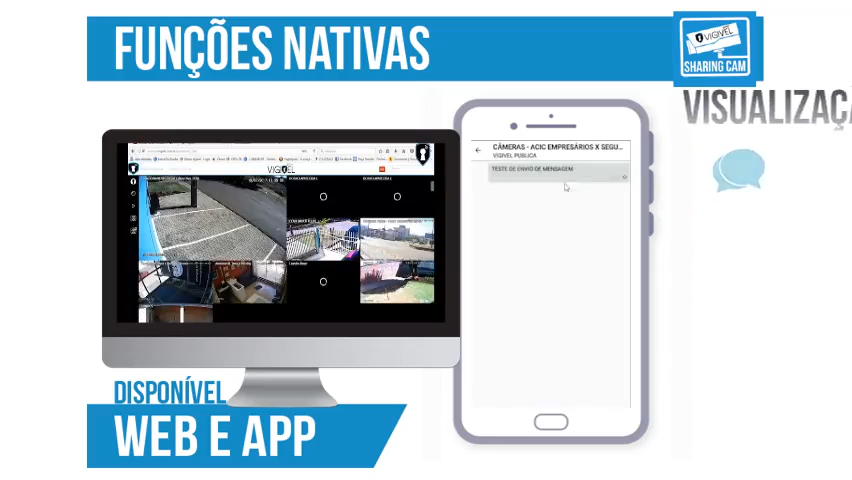 FUNÇÕES NATIVAS
VIGIVEL
SHARING CAM
VISUALIZAÇ
CÂMERAS - ACIC EMPRESÁRIOS X SEGU...
VIGIVEL PUBLICA
TESTE DE ENVIO DE MENSAGEM
VIGIVEL
DISPONÍVEL
WEB E APP